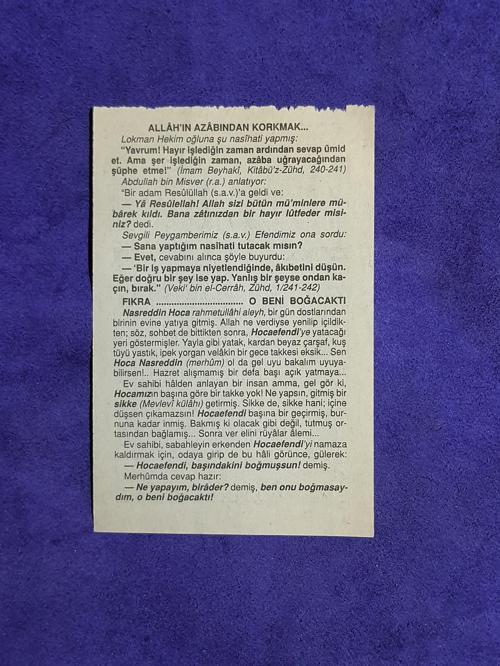 ALLÂH'IN AZÂBINDAN KORKMAK...
Lokman Hekim oğluna şu nasîhati yapmış:
"Yavrum! Hayır işlediğin zaman ardından sevap ümid
et. Ama şer işlediğin zaman, azâba uğrayacağından
şüphe etme!" (İmam Beyhakî, Kitâbü'z-Zühd, 240-241)
Abdullah bin Misver (r.a.) anlatıyor:
"Bir adam Resûlüllah (s.a.v.)'a geldi ve:
— Yâ Resûlellah! Allah sizi bütün mü'minlere mü-
bârek kıldı. Bana zâtınızdan bir hayır lûtfeder misi-
niz? dedi.
Sevgili Peygamberimiz (s.a.v.) Efendimiz ona sordu:
— Sana yaptığım nasîhati tutacak mısın?
— Evet, cevabını alınca şöyle buyurdu:
— 'Bir iş yapmaya niyetlendiğinde, âkıbetini düşün.
Eğer doğru bir şey ise yap. Yanlış bir şeyse ondan ka-
çın, bırak." (Veki' bin el-Cerrâh, Zühd, 1/241-242)
FIKRA .................................. O BENİ BOĞACAKTI
Nasreddin Hoca rahmetullâhi aleyh, bir gün dostlarından
birinin evine yatıya gitmiş. Allah ne verdiyse yenilip içildik-
ten; söz, sohbet de bittikten sonra, Hocaefendi'ye yatacağı
yeri göstermişler. Yayla gibi yatak, kardan beyaz çarşaf, kuş
tüyü yastık, ipek yorgan velâkin bir gece takkesi eksik... Sen
Hoca Nasreddin (merhûm) ol da gel uyu bakalım uyuya-
bilirsen!.. Hazret alışmamış bir defa başı açık yatmaya...
Ev sahibi hâlden anlayan bir insan amma, gel gör ki,
Hocamızın başına göre bir takke yok! Ne yapsın, gitmiş bir
sikke (Mevlevî külâhı) getirmiş. Sikke de, sikke hani; içine
düşsen çıkamazsın! Hocaefendi başına bir geçirmiş, bur-
nuna kadar inmiş. Bakmış ki olacak gibi değil, tutmuş or-
tasından bağlamış... Sonra ver elini rüyâlar âlemi...
Ev sahibi, sabahleyin erkenden Hocaefendi'yi namaza
kaldırmak için, odaya girip de bu hâli görünce, gülerek:
— Hocaefendi, başındakini boğmuşsun! demiş.
Merhûmda cevap hazır:
— Ne yapayım, birâder? demiş, ben onu boğmasay-
dım, o beni boğacaktı!